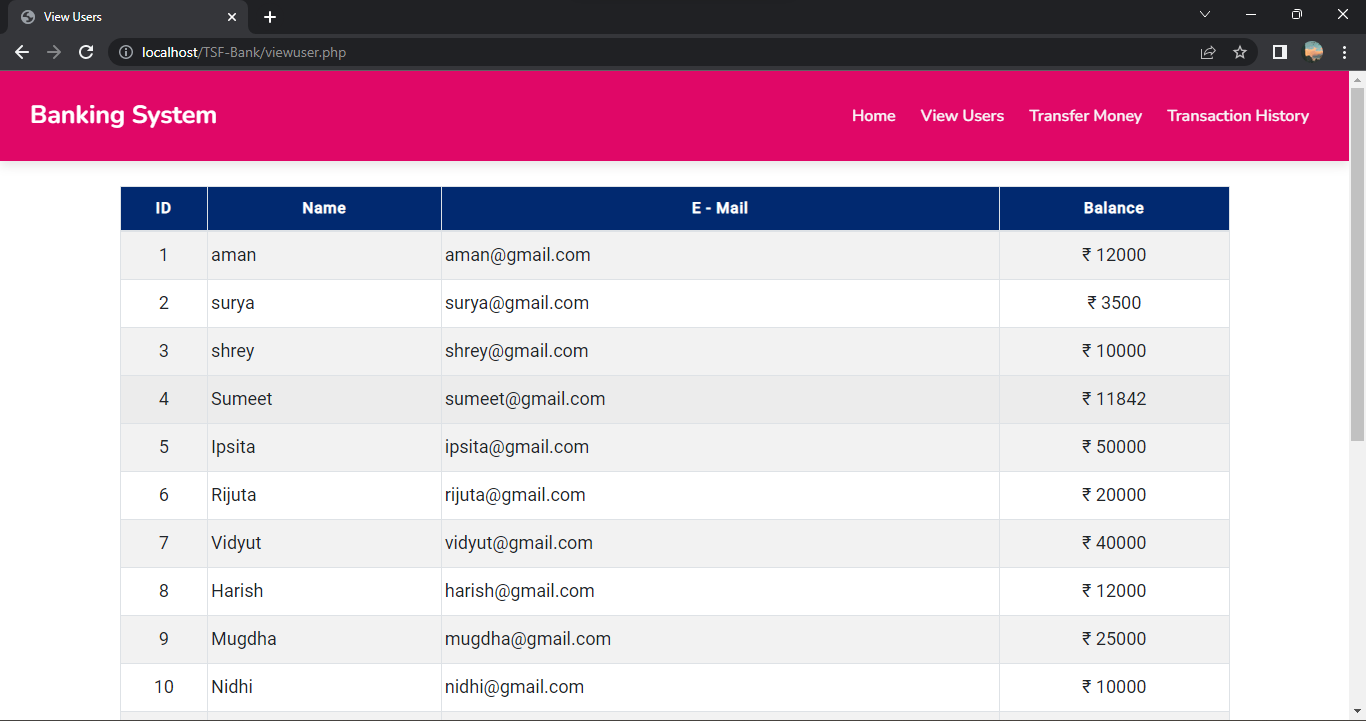 View Users
localhost/TSF-Bank/viewuser.php
Banking System Home View Users Transfer Money Transaction History
ID Name E - Mail Balance
1 aman aman@gmail.com ₹ 12000
2 surya surya@gmail.com ₹ 3500
3 shrey shrey@gmail.com ₹ 10000
4 Sumeet sumeet@gmail.com ₹ 11842
5 Ipsita ipsita@gmail.com ₹ 50000
6 Rijuta rijuta@gmail.com ₹ 20000
7 Vidyut vidyut@gmail.com ₹ 40000
8 Harish harish@gmail.com ₹ 12000
9 Mugdha mugdha@gmail.com ₹ 25000
10 Nidhi nidhi@gmail.com ₹ 10000